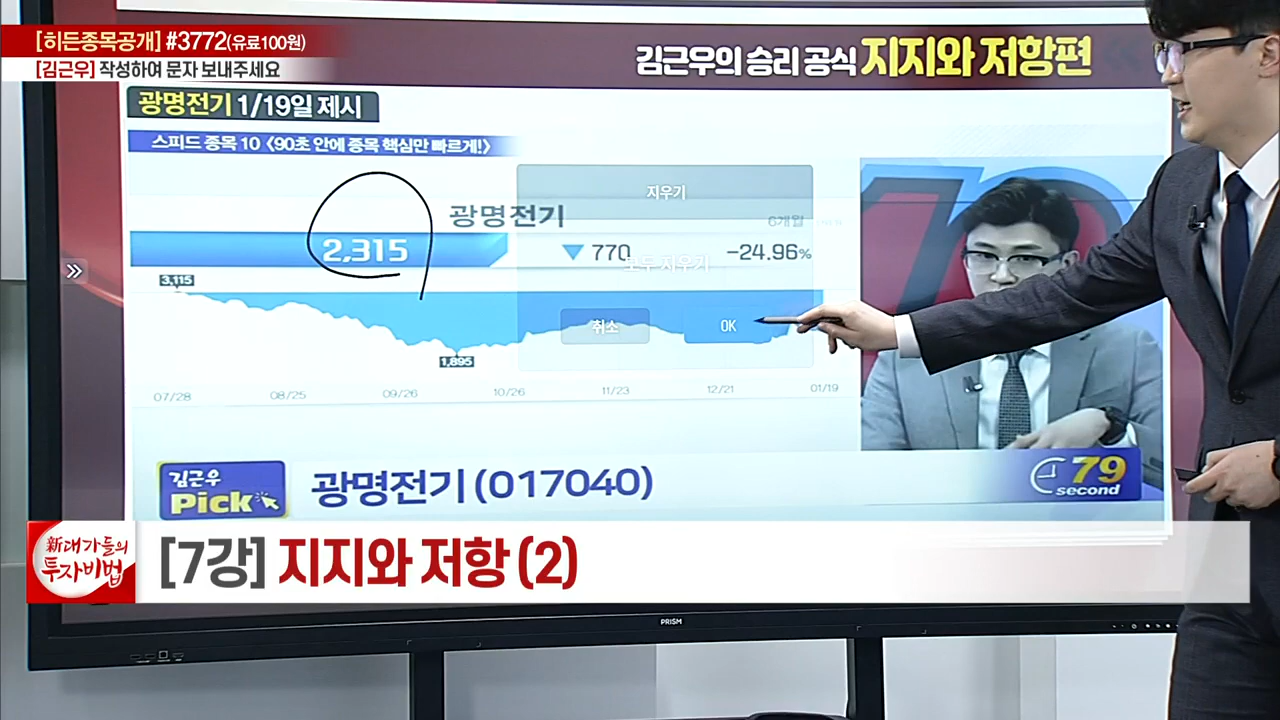 [히든종목공개] #3772(유료100원)
[김근우] 작성하여 문자 보내주세요
김근우의 승리 공식 지지와 저항편
광명전기 1/19일 제시
스피드 종목 10 《90초 안에 종목 핵심만 빠르게!》
지우기
광명전기
6개월
2,315
▼ 770
-24.96%
모두 지우기
3,115
취소
OK
1,895
07/28
08/25
09/26
10/26
11/23
12/21
01/19
김근우
Pick
광명전기 (017040)
79
second
新대가들의
투자비법
[7강] 지지와 저항 (2)
PRISM